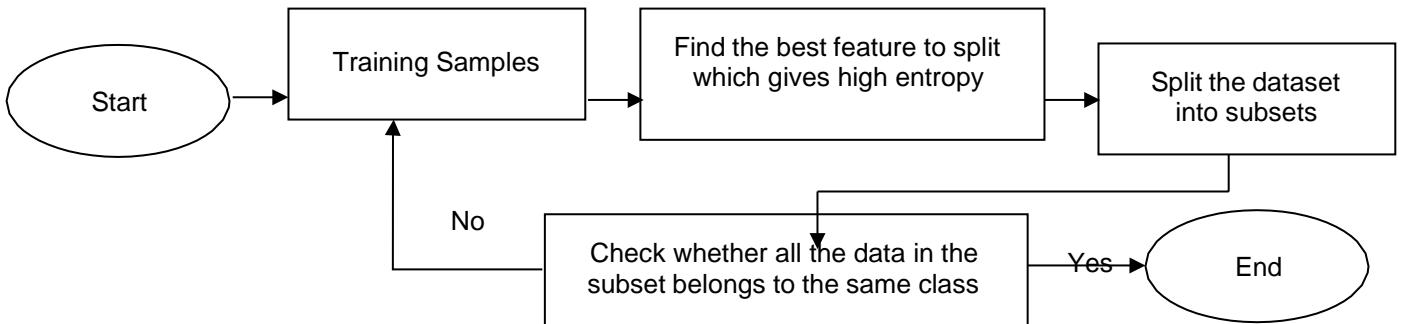 Start
Training Samples
Find the best feature to split
which gives high entropy
Split the dataset
into subsets
No
Check whether all the data in the
subset belongs to the same class
Yes
End